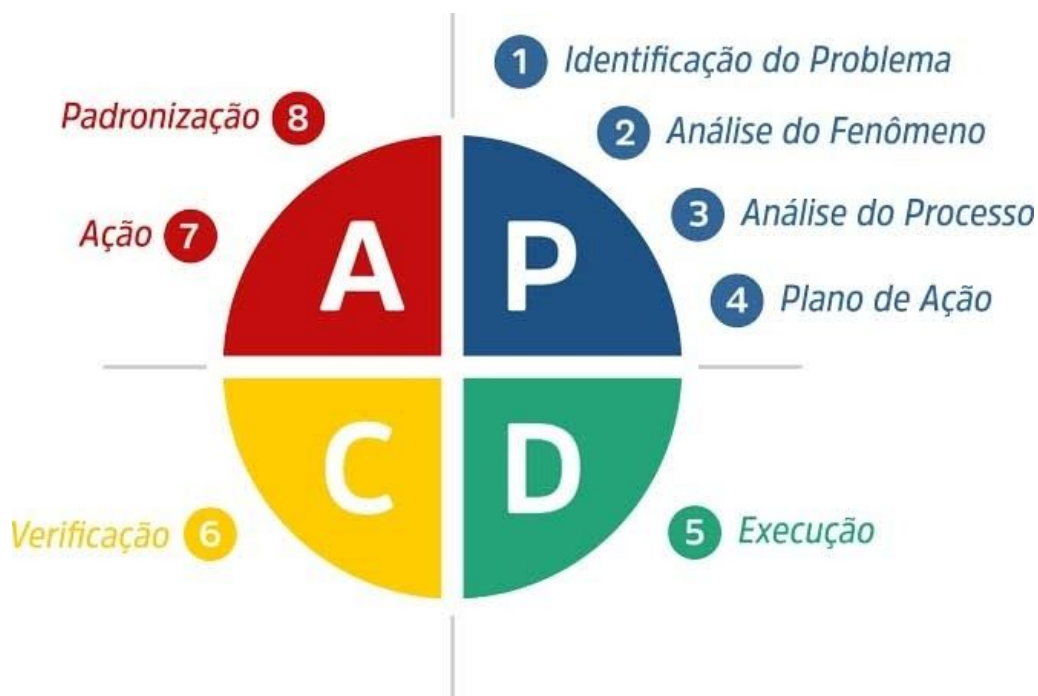 1 Identificação do Problema
2 Análise do Fenômeno
3 Análise do Processo
4 Plano de Ação
5 Execução
6 Verificação
7 Ação
8 Padronização
A P
C D